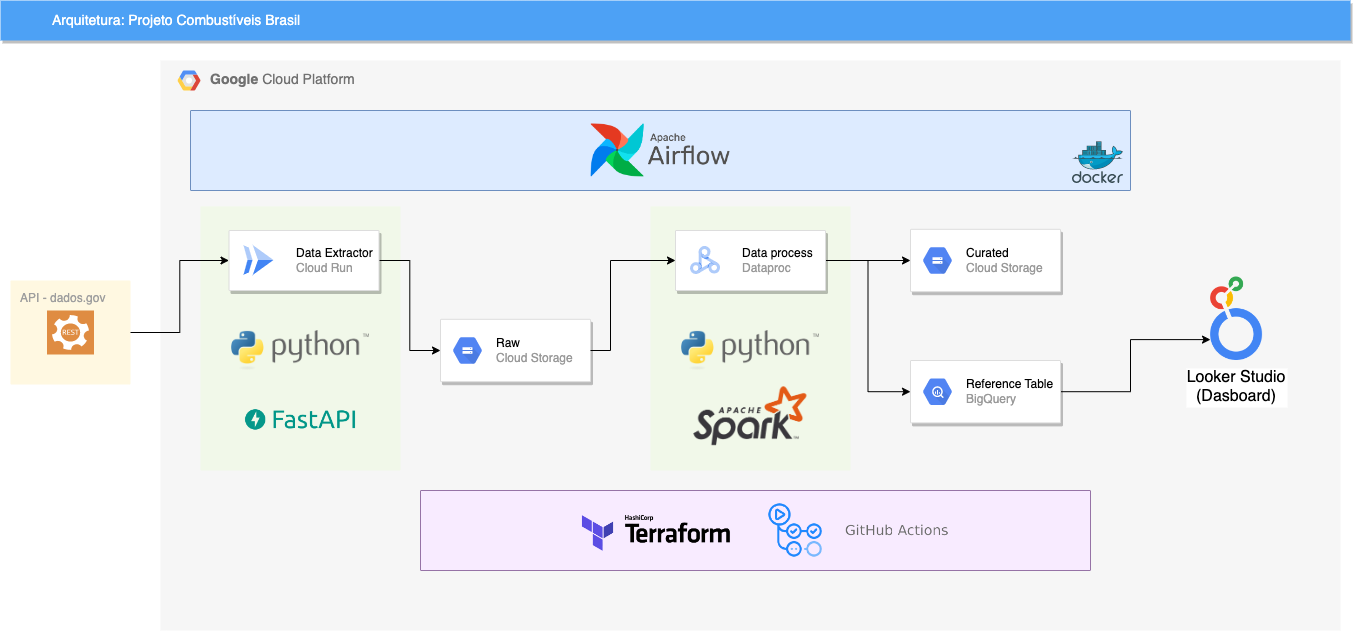 Arquitetura: Projeto Combustíveis Brasil
Google Cloud Platform
Apache
Airflow
docker
Data Extractor
Cloud Run
Data process
Dataproc
Curated
Cloud Storage
API - dados.gov
REST
python™
Raw
Cloud Storage
python™
Reference Table
BigQuery
Looker Studio
(Dasboard)
FastAPI
APACHE
Spark™
HashiCorp
Terraform
GitHub Actions